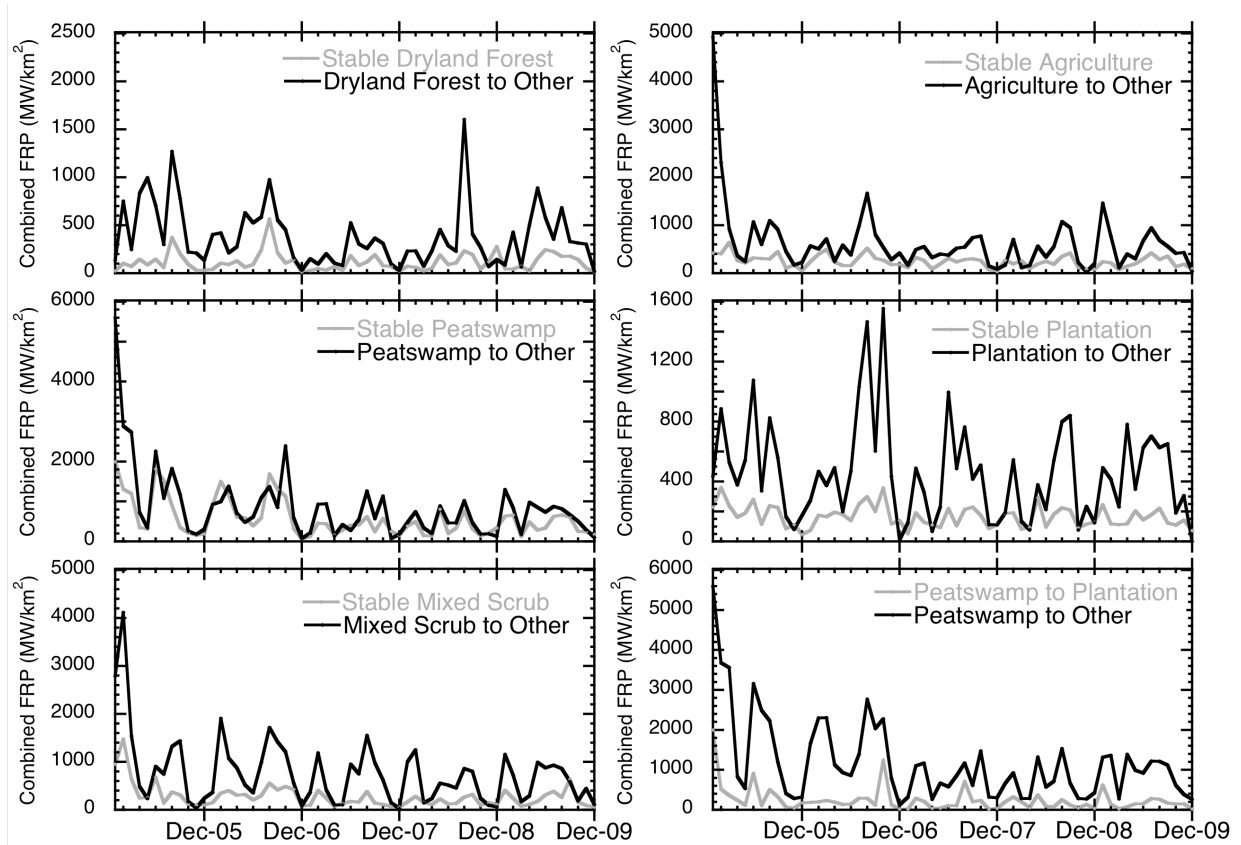 Combined FRP (MW/km²)
2500
2000
1500
1000
500
0
Stable Dryland Forest
Dryland Forest to Other
Combined FRP (MW/km²)
5000
4000
3000
2000
1000
0
Stable Agriculture
Agriculture to Other
Combined FRP (MW/km²)
6000
4000
2000
0
Stable Peatswamp
Peatswamp to Other
Combined FRP (MW/km²)
1600
1200
800
400
0
Stable Plantation
Plantation to Other
Combined FRP (MW/km²)
5000
4000
3000
2000
1000
0
Stable Mixed Scrub
Mixed Scrub to Other
Dec-05 Dec-06 Dec-07 Dec-08 Dec-09
Combined FRP (MW/km²)
6000
5000
4000
3000
2000
1000
0
Peatswamp to Plantation
Peatswamp to Other
Dec-05 Dec-06 Dec-07 Dec-08 Dec-09